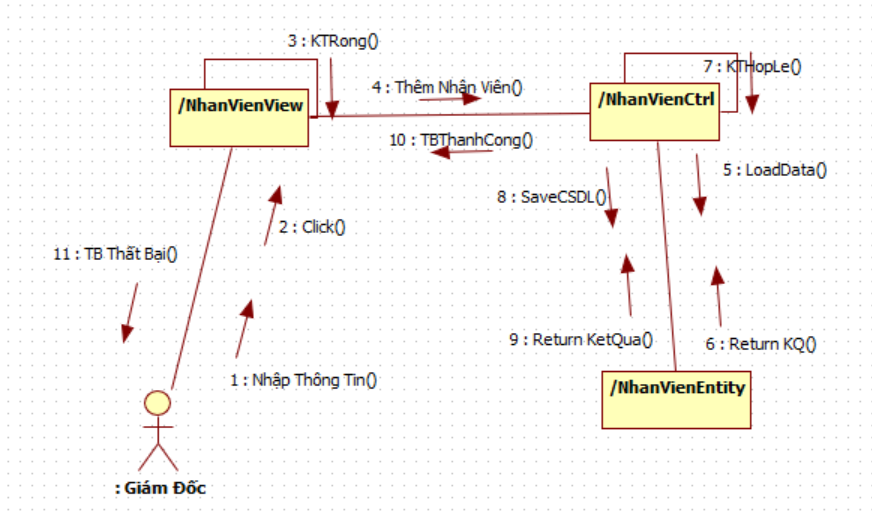 3 : KTRong()
7 : KTHopLe()
4 : Thêm Nhân Viên()
/NhanVienView
/NhanVienCtrl
10 : TBThanhCong()
5 : LoadData()
8 : SaveCSDL()
2 : Click()
11 : TB Thất Bại()
9 : Return KetQua()
6 : Return KQ()
1 : Nhập Thông Tin()
/NhanVienEntity
: Giám Đốc